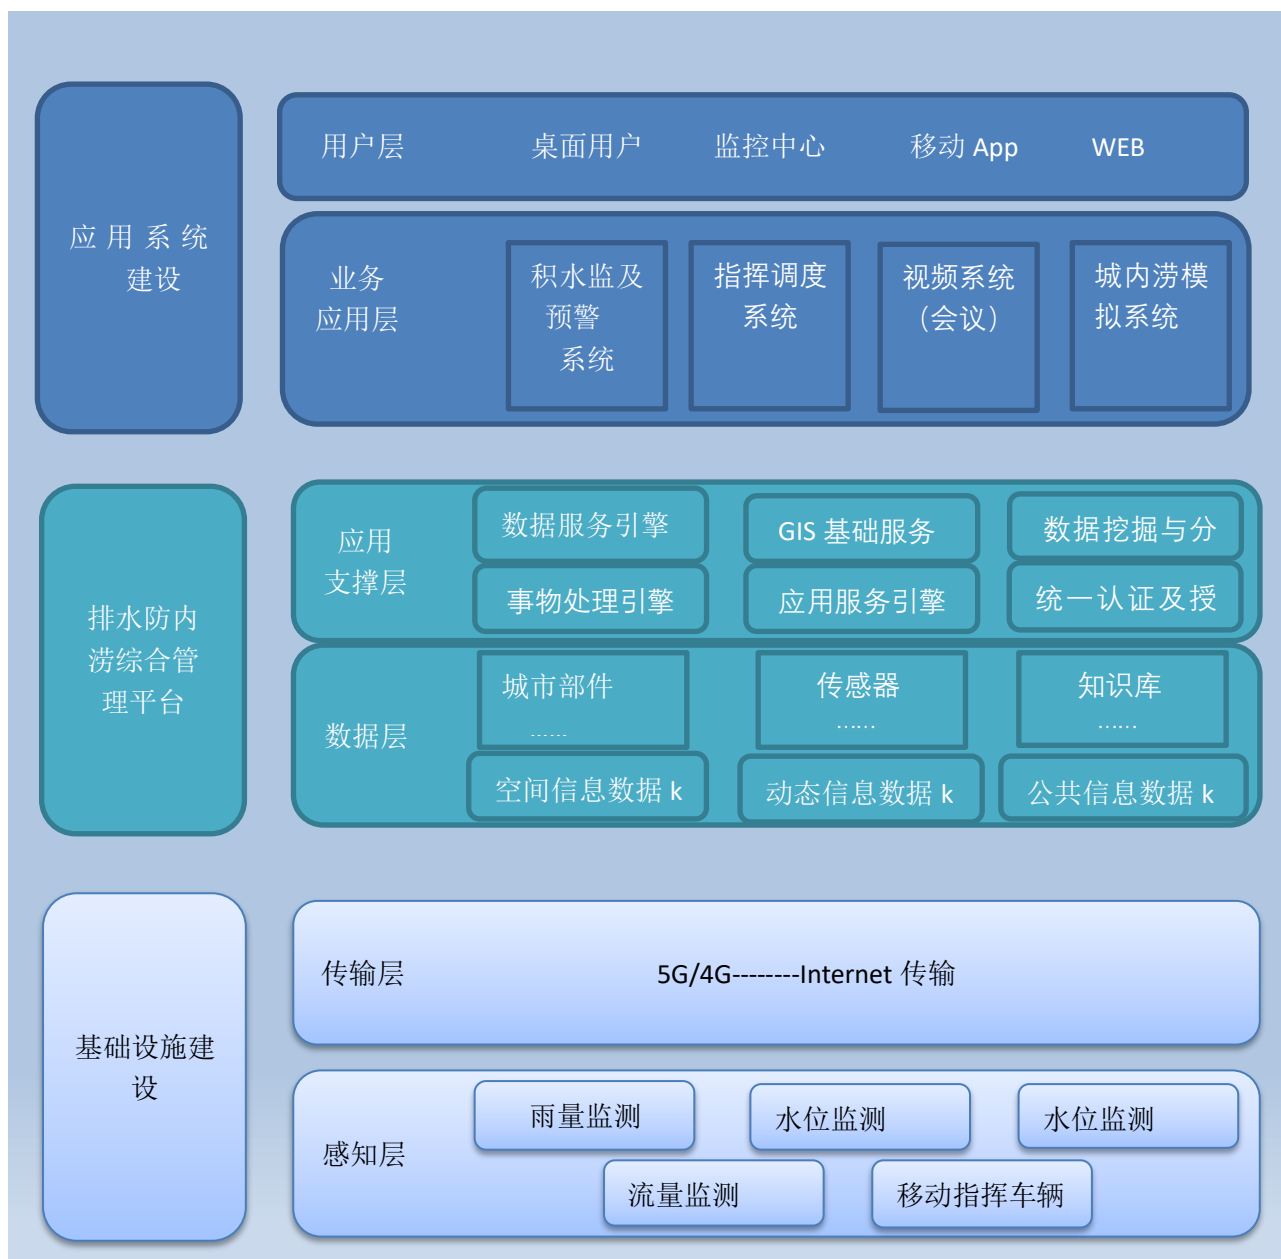 应用系统
建设
用户层 桌面用户 监控中心 移动 App WEB
业务
应用层
积水监及
预警
系统
指挥调度
系统
视频系统
（会议）
城内涝模
拟系统
排水防内
涝综合管
理平台
应用
支撑层
数据服务引擎
GIS 基础服务
数据挖掘与分
事物处理引擎
应用服务引擎
统一认证及授
数据层
城市部件
……
传感器
……
知识库
……
空间信息数据 k
动态信息数据 k
公共信息数据 k
基础设施建
设
传输层
5G/4G--------Internet 传输
感知层
雨量监测
水位监测
水位监测
流量监测
移动指挥车辆